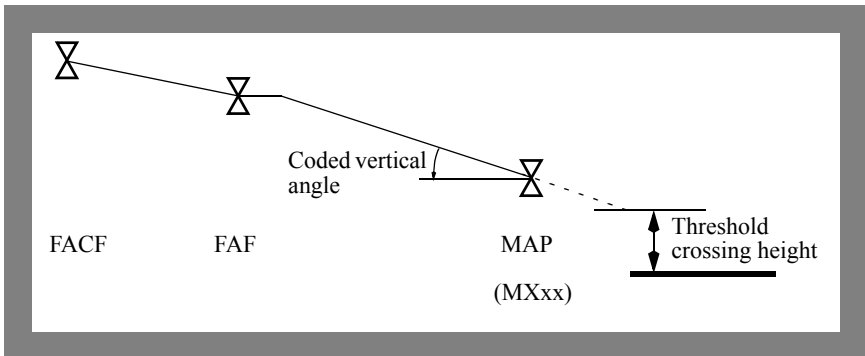 Coded vertical
angle
Threshold
crossing height
FACF
FAF
MAP
(MXxx)